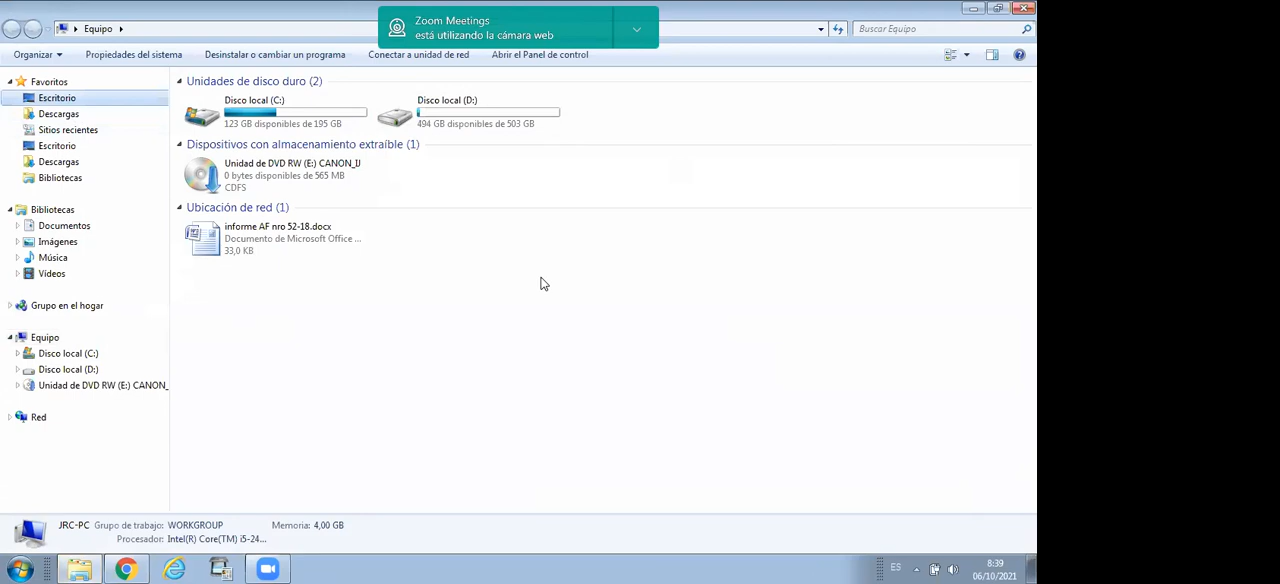 Zoom Meetings
está utilizando la cámara web
Equipo
Buscar Equipo
Organizar
Propiedades del sistema
Desinstalar o cambiar un programa
Conectar a unidad de red
Abrir el Panel de control
Favoritos
Escritorio
Descargas
Sitios recientes
Escritorio
Descargas
Bibliotecas
Bibliotecas
Documentos
Imágenes
Música
Vídeos
Grupo en el hogar
Equipo
Disco local (C:)
Disco local (D:)
Unidad de DVD RW (E:) CANON_
Red
Unidades de disco duro (2)
Disco local (C:)
123 GB disponibles de 195 GB
Disco local (D:)
494 GB disponibles de 503 GB
Dispositivos con almacenamiento extraíble (1)
Unidad de DVD RW (E:) CANON_IJ
0 bytes disponibles de 565 MB
CDFS
Ubicación de red (1)
informe AF nro 52-18.docx
Documento de Microsoft Office ...
33,0 KB
JRC-PC Grupo de trabajo: WORKGROUP Memoria: 4,00 GB
Procesador: Intel(R) Core(TM) i5-24...
ES
8:39
06/10/2021